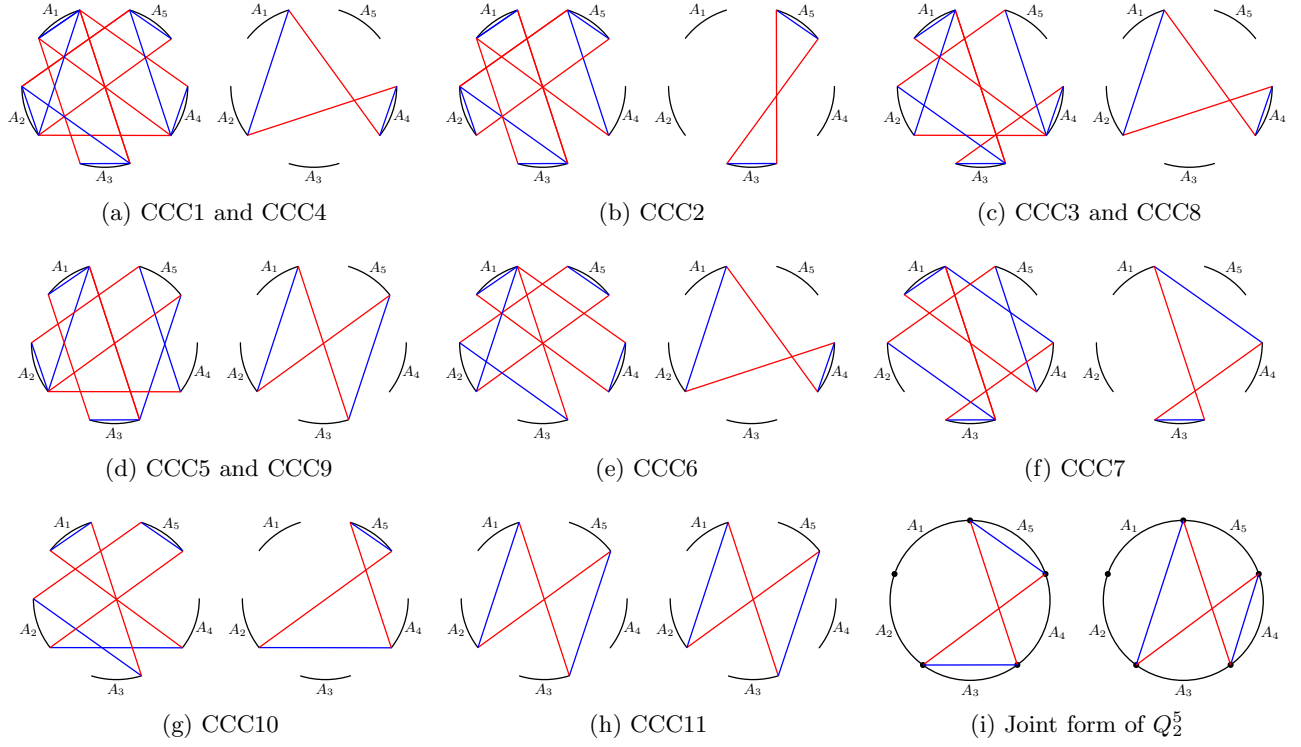 A₁ A₅ A₁ A₅ A₁ A₅ A₁ A₅ A₁ A₅ A₁ A₅
A₂ A₄ A₂ A₄ A₂ A₄ A₂ A₄ A₂ A₄ A₂ A₄
A₃ A₃ A₃ A₃ A₃ A₃
(a) CCC1 and CCC4 (b) CCC2 (c) CCC3 and CCC8
A₁ A₅ A₁ A₅ A₁ A₅ A₁ A₅ A₁ A₅ A₁ A₅
A₂ A₄ A₂ A₄ A₂ A₄ A₂ A₄ A₂ A₄ A₂ A₄
A₃ A₃ A₃ A₃ A₃ A₃
(d) CCC5 and CCC9 (e) CCC6 (f) CCC7
A₁ A₅ A₁ A₅ A₁ A₅ A₁ A₅ A₁ A₅ A₁ A₅
A₂ A₄ A₂ A₄ A₂ A₄ A₂ A₄ A₂ A₄ A₂ A₄
A₃ A₃ A₃ A₃ A₃ A₃
(g) CCC10 (h) CCC11 (i) Joint form of Q₂⁵